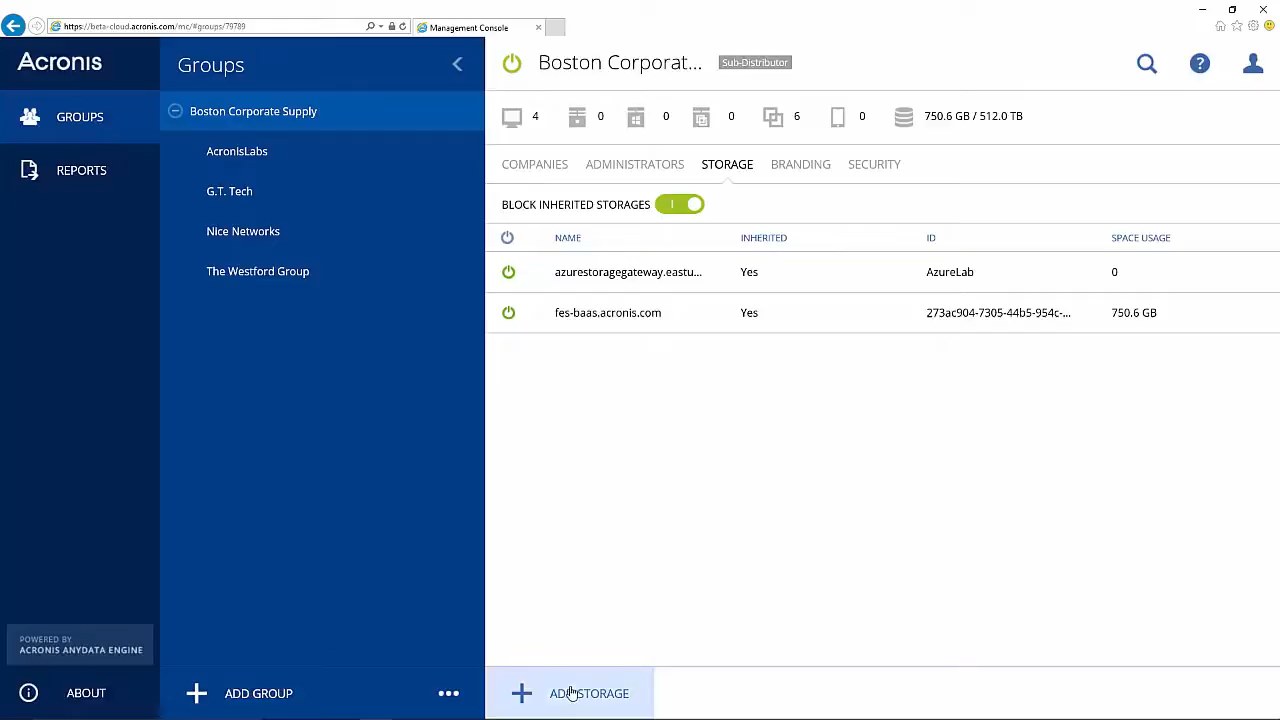 https://beta-cloud.acronis.com/mc/#groups/79789
Management Console
Acronis
GROUPS
REPORTS
POWERED BY
ACRONIS ANYDATA ENGINE
ABOUT
Groups
Boston Corporate Supply
AcronisLabs
G.T. Tech
Nice Networks
The Westford Group
ADD GROUP
Boston Corporat... Sub-Distributor
4 0 0 0 6 0 750.6 GB / 512.0 TB
COMPANIES ADMINISTRATORS STORAGE BRANDING SECURITY
BLOCK INHERITED STORAGES
NAME INHERITED ID SPACE USAGE
azurestoragegateway.eastu... Yes AzureLab 0
fes-baas.acronis.com Yes 273ac904-7305-44b5-954c-... 750.6 GB
ADD STORAGE